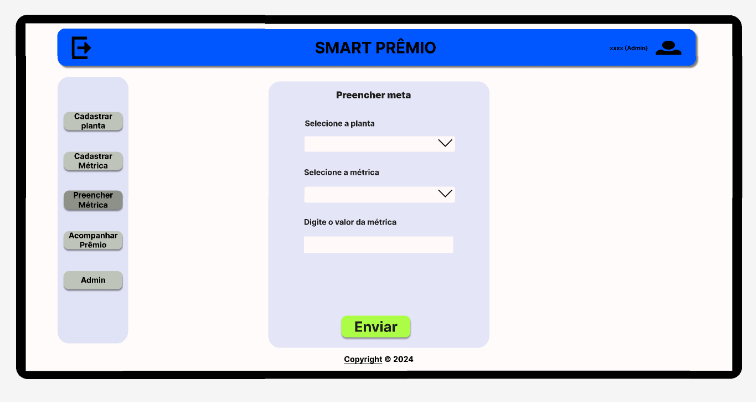 SMART PRÊMIO
xxxx (Admin)
Cadastrar
planta
Cadastrar
Métrica
Preencher
Métrica
Acompanhar
Prêmio
Admin
Preencher meta
Selecione a planta
Selecione a métrica
Digite o valor da métrica
Enviar
Copyright © 2024